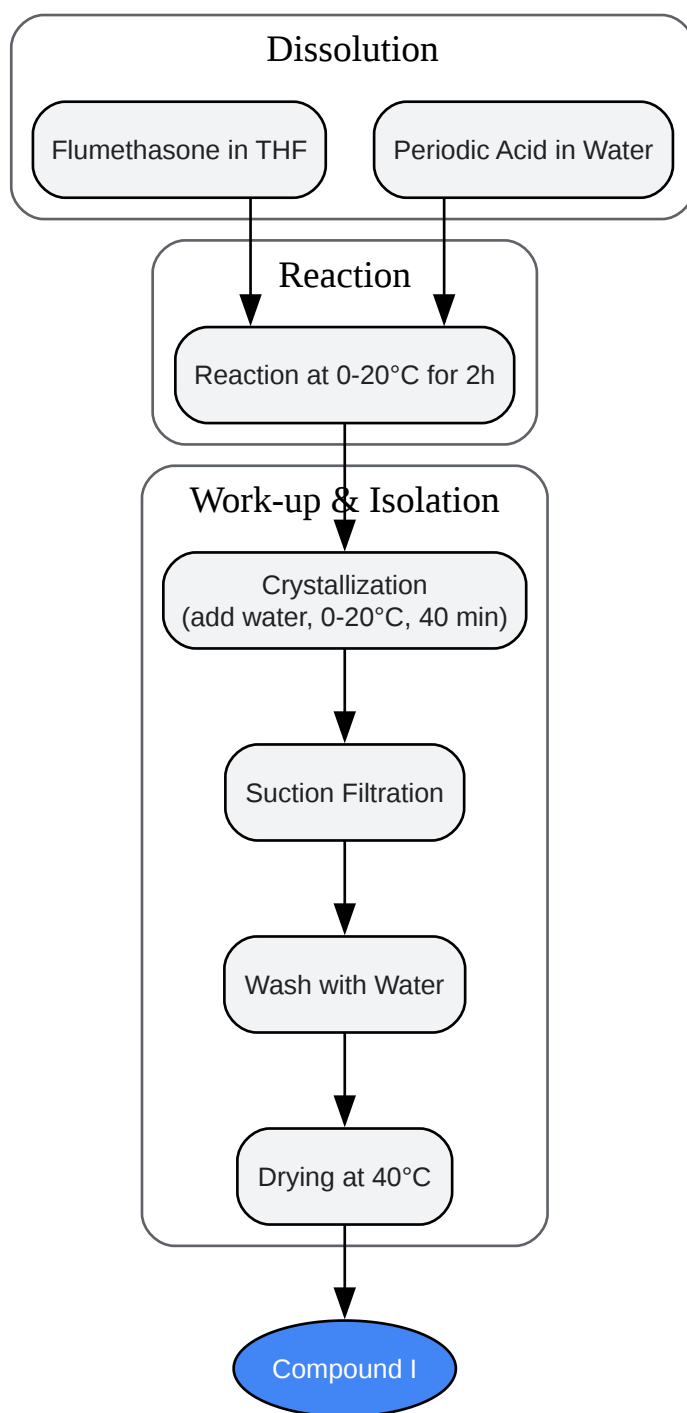 Dissolution
Flumethasone in THF
Periodic Acid in Water
Reaction
Reaction at 0-20°C for 2h
Work-up & Isolation
Crystallization
(add water, 0-20°C, 40 min)
Suction Filtration
Wash with Water
Drying at 40°C
Compound I